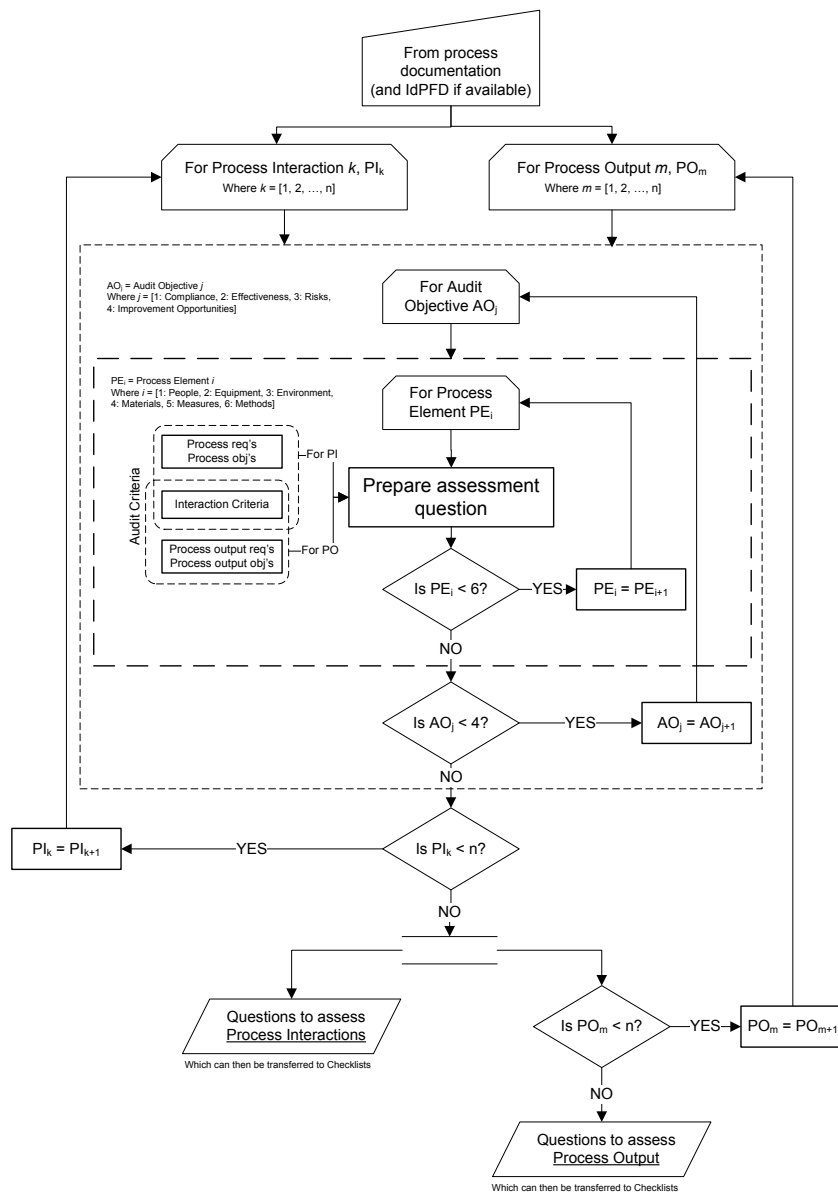 From process
documentation
(and IdPFD if available)
For Process Interaction k, PIk
Where k = [1, 2, …, n]
For Process Output m, POm
Where m = [1, 2, …, n]
AOj = Audit Objective j
Where j = [1: Compliance, 2: Effectiveness, 3: Risks,
4: Improvement Opportunities]
For Audit
Objective AOj
PEi = Process Element i
Where i = [1: People, 2: Equipment, 3: Environment,
4: Materials, 5: Measures, 6: Methods]
For Process
Element PEi
Audit Criteria
Process req's
Process obj's
For PI
Interaction Criteria
Process output req's
Process output obj's
For PO
Prepare assessment
question
Is PEi < 6?
YES
PEi = PEi+1
NO
Is AOj < 4?
YES
AOj = AOj+1
NO
Is PIk < n?
YES
PIk = PIk+1
NO
Questions to assess
Process Interactions
Which can then be transferred to Checklists
Is POm < n?
YES
POm = POm+1
NO
Questions to assess
Process Output
Which can then be transferred to Checklists